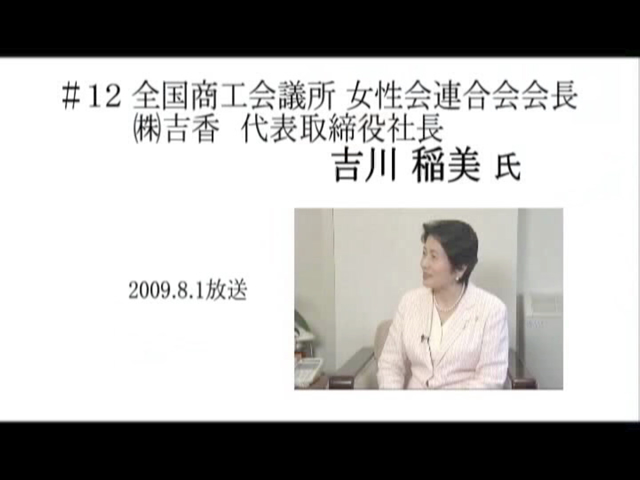 ＃12 全国商工会議所 女性会連合会会長
㈱吉香 代表取締役社長
吉川 稲美 氏
2009.8.1放送